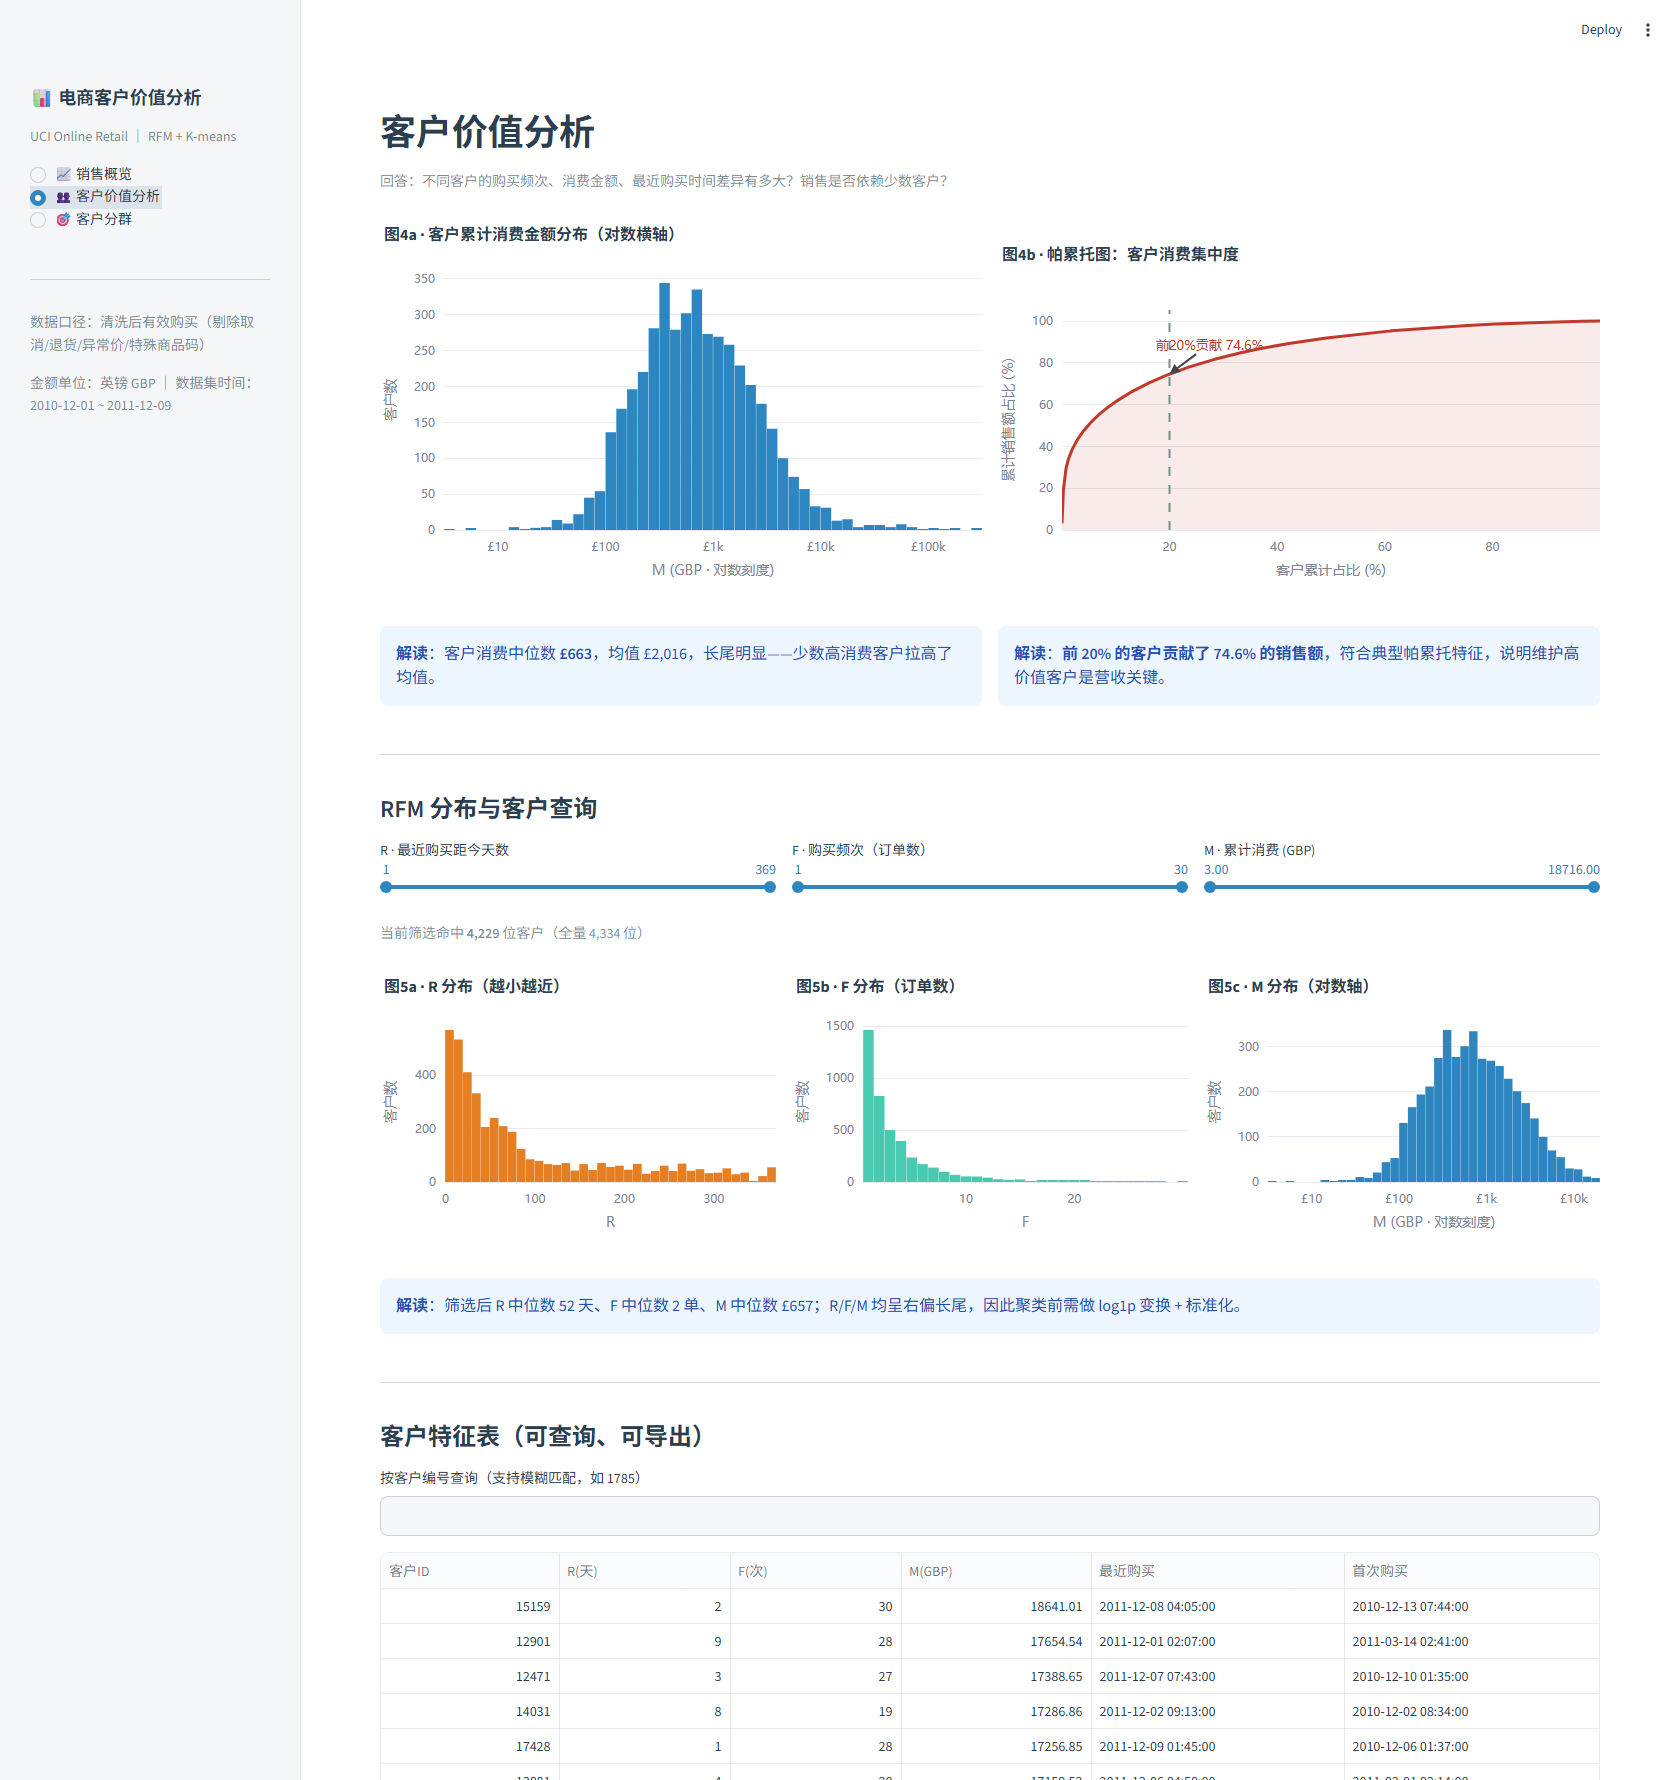 Deploy
电商客户价值分析
UCI Online Retail ｜ RFM + K-means
销售概览
客户价值分析
客户分群
数据口径：清洗后有效购买（剔除取
消/退货/异常价/特殊商品码）
金额单位：英镑 GBP ｜ 数据集时间：
2010-12-01 ~ 2011-12-09
客户价值分析
回答：不同客户的购买频次、消费金额、最近购买时间差异有多大？销售是否依赖少数客户？
图4a · 客户累计消费金额分布（对数横轴）
350
300
250
200
150
100
50
0
客户数
£10 £100 £1k £10k £100k
M (GBP · 对数刻度)
图4b · 帕累托图：客户消费集中度
100
80
60
40
20
0
累计销售额占比 (%)
前20%贡献 74.6%
20 40 60 80
客户累计占比 (%)
解读：客户消费中位数 £663，均值 £2,016，长尾明显——少数高消费客户拉高了
均值。
解读：前 20% 的客户贡献了 74.6% 的销售额，符合典型帕累托特征，说明维护高
价值客户是营收关键。
RFM 分布与客户查询
R · 最近购买距今天数
1 369
F · 购买频次（订单数）
1 30
M · 累计消费 (GBP)
3.00 18716.00
当前筛选命中 4,229 位客户（全量 4,334 位）
图5a · R 分布（越小越近）
400
200
0
客户数
0 100 200 300
R
图5b · F 分布（订单数）
1500
1000
500
0
客户数
10 20
F
图5c · M 分布（对数轴）
300
200
100
0
客户数
£10 £100 £1k £10k
M (GBP · 对数刻度)
解读：筛选后 R 中位数 52 天、F 中位数 2 单、M 中位数 £657；R/F/M 均呈右偏长尾，因此聚类前需做 log1p 变换 + 标准化。
客户特征表（可查询、可导出）
按客户编号查询（支持模糊匹配，如 1785）
客户ID R(天) F(次) M(GBP) 最近购买 首次购买
15159 2 30 18641.01 2011-12-08 04:05:00 2010-12-13 07:44:00
12901 9 28 17654.54 2011-12-01 02:07:00 2011-03-14 02:41:00
12471 3 27 17388.65 2011-12-07 07:43:00 2010-12-10 01:35:00
14031 8 19 17286.86 2011-12-02 09:13:00 2010-12-02 08:34:00
17428 1 28 17256.85 2011-12-09 01:45:00 2010-12-06 01:37:00